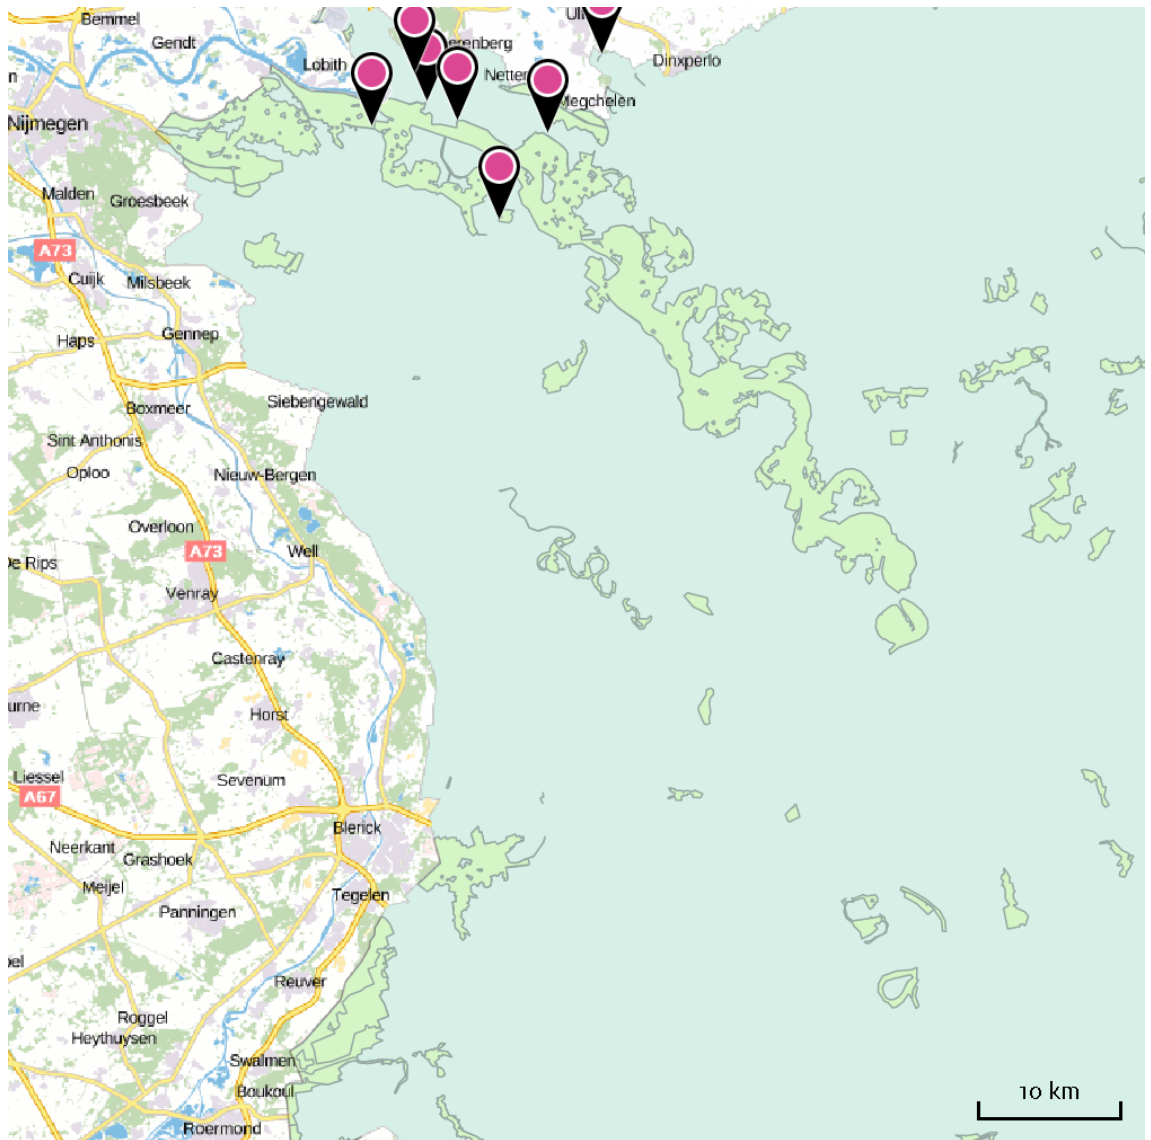 Bemmel
Gendt
Lobith
Dinxperlo
Megchelen
Nijmegen
Malden
Groesbeek
A73
Cuijk
Milsbeek
Haps
Gennep
Boxmeer
Siebengewald
Sint Anthonis
Oploo
Nieuw-Bergen
Overloon
A73
Well
De Rips
Venray
Castenray
Horst
Liessel
A67
Sevenum
Blerick
Neerkant
Grashoek
Meijel
Tegelen
Panningen
Reuver
Roggel
Heythuysen
Swalmen
Boukoul
Roermond
10 km